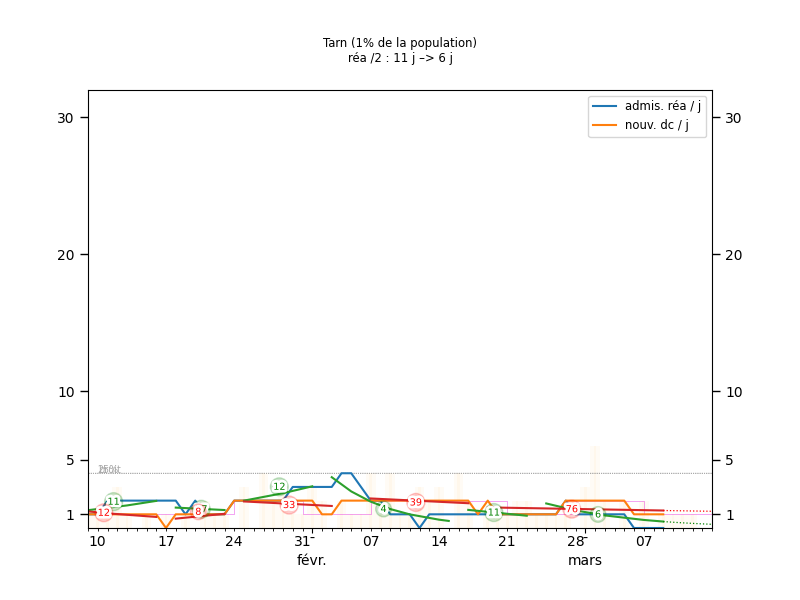 Tarn (1% de la population)
réa /2 : 11 j –> 6 j
admis. réa / j
nouv. dc / j
30 30
20 20
10 10
5 5
1 1
11 12 8 12 33 4 39 11 76 6
10 17 24 31 07 14 21 28 07
févr. mars